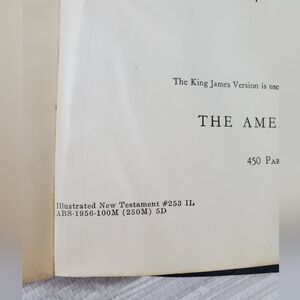 The King James Version is use
THE AME
450 Par
Illustrated New Testament #253 IL
ABS-1956-100M (250M) 5D